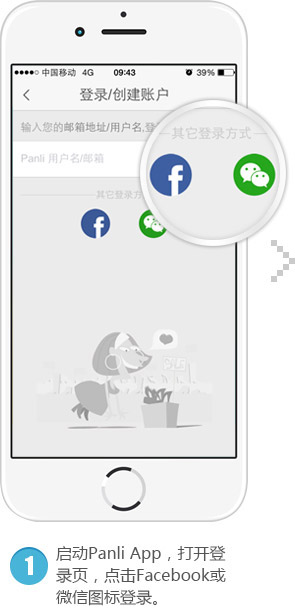 中国移动 4G 09:43 39%
登录/创建账户
输入您的邮箱地址/用户名,登
其它登录方式
Panli 用户名/邮箱
其它登录方
1
启动Panli App，打开登
录页，点击Facebook或
微信图标登录。